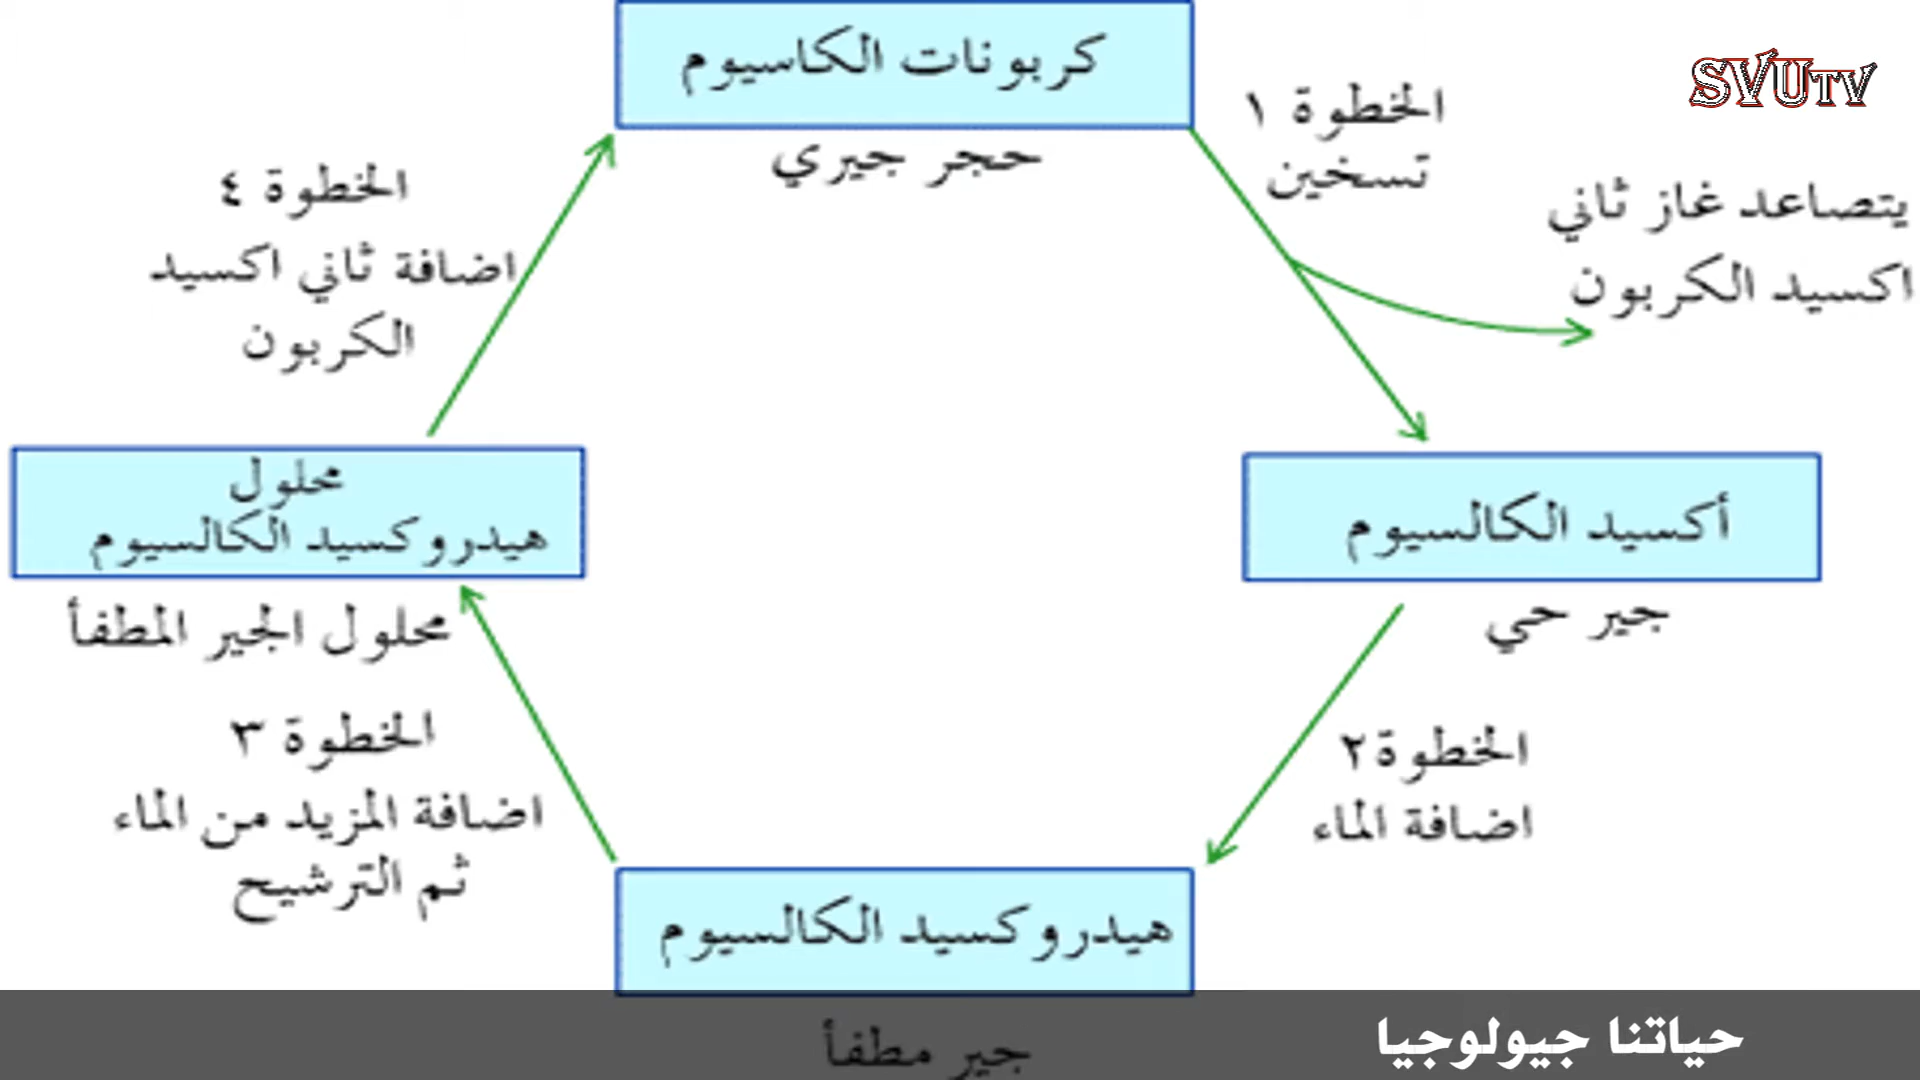 كربونات الكاسيوم
حجر جيري
SVUTV
الخطوة ١
تسخين
يتصاعد غاز ثاني
اكسيد الكربون
أكسيد الكالسيوم
جير حي
الخطوة٢
اضافة الماء
هيدروكسيد الكالسيوم
جير مطفأ
الخطوة ٣
اضافة المزيد من الماء
ثم الترشيح
محلول
هيدروكسيد الكالسيوم
محلول الجير المطفأ
الخطوة ٤
اضافة ثاني اكسيد
الكربون
حياتنا جيولوجيا